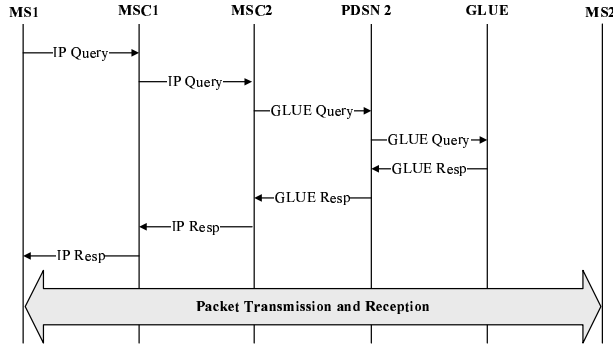 MS1 MSC1 MSC2 PDSN 2 GLUE MS2
IP Query
IP Query
GLUE Query
GLUE Query
GLUE Resp
GLUE Resp
IP Resp
IP Resp
Packet Transmission and Reception